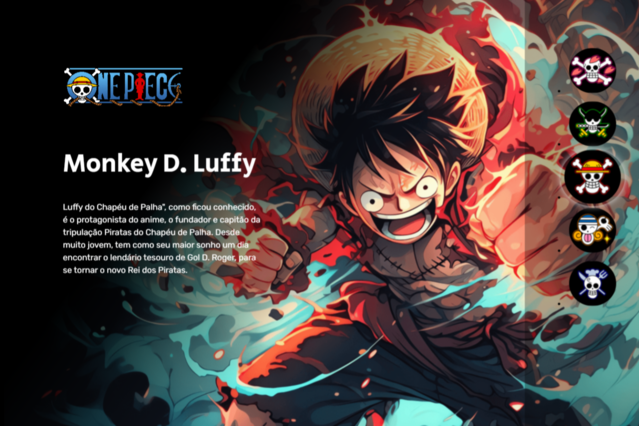 ONE PIECE
Monkey D. Luffy
Luffy do Chapéu de Palha", como ficou conhecido,
é o protagonista do anime, o fundador e capitão da
tripulação Piratas do Chapéu de Palha. Desde
muito jovem, tem como seu maior sonho um dia
encontrar o lendário tesouro de Gol D. Roger, para
se tornar o novo Rei dos Piratas.